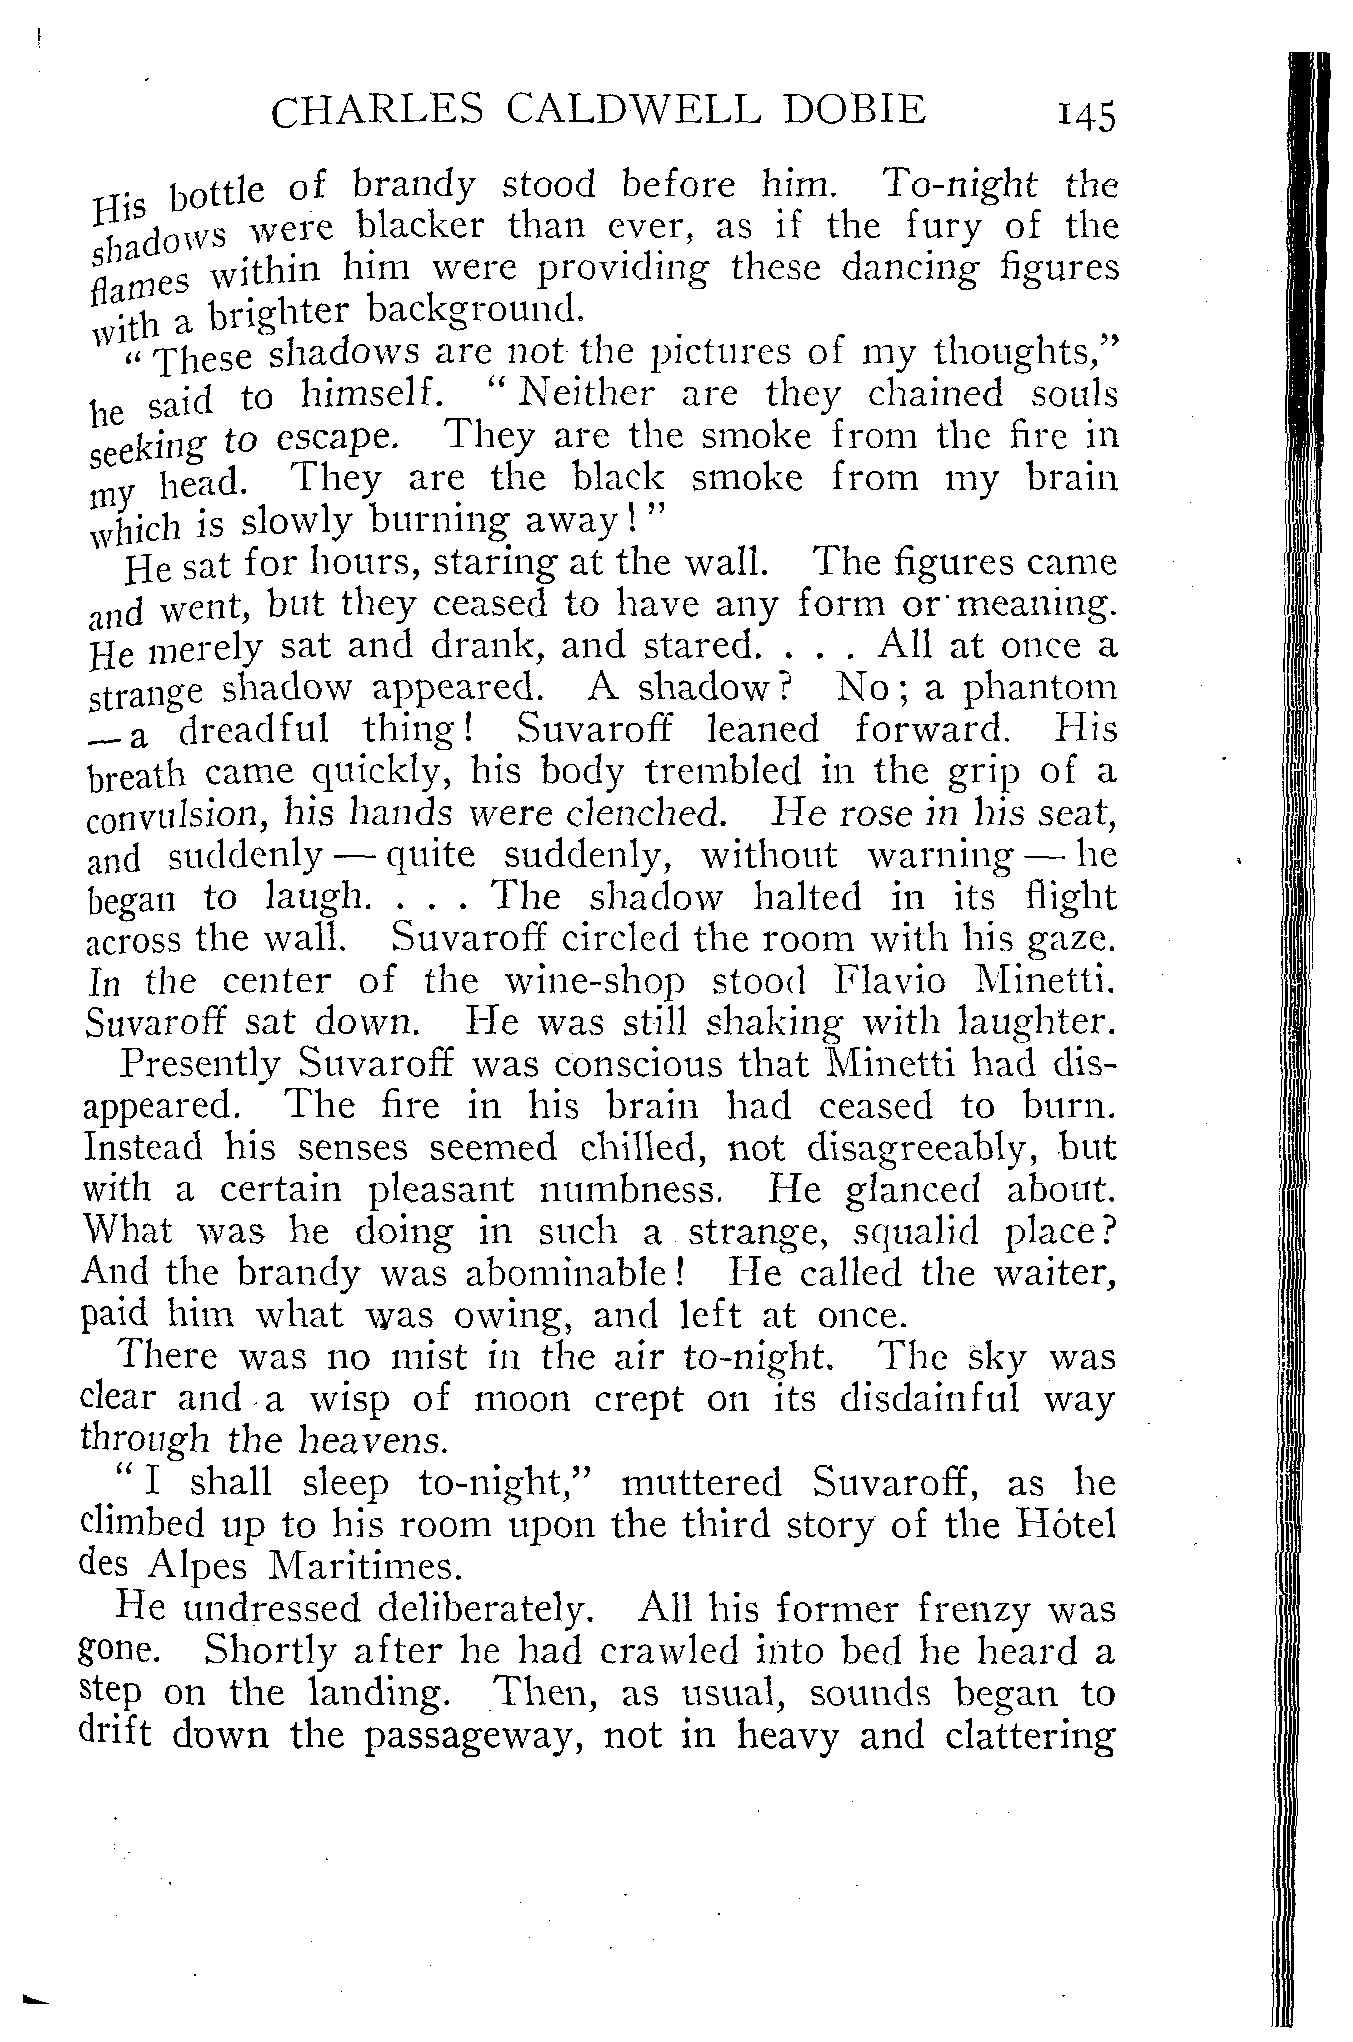 CHARLES CALDWELL DOBIE 145
His bottle of brandy stood before him. To-night the
shadows were blacker than ever, as if the fury of the
flames within him were providing these dancing figures
with a brighter background.
“ These shadows are not the pictures of my thoughts,”
he said to himself. “ Neither are they chained souls
seeking to escape. They are the smoke from the fire in
my head. They are the black smoke from my brain
which is slowly burning away ! ”
He sat for hours, staring at the wall. The figures came
and went, but they ceased to have any form or meaning.
He merely sat and drank, and stared. . . . All at once a
strange shadow appeared. A shadow ? No ; a phantom
— a dreadful thing ! Suvaroff leaned forward. His
breath came quickly, his body trembled in the grip of a
convulsion, his hands were clenched. He rose in his seat,
and suddenly — quite suddenly, without warning — he
began to laugh. . . . The shadow halted in its flight
across the wall. Suvaroff circled the room with his gaze.
In the center of the wine-shop stood Flavio Minetti.
Suvaroff sat down. He was still shaking with laughter.
Presently Suvaroff was conscious that Minetti had dis-
appeared. The fire in his brain had ceased to burn.
Instead his senses seemed chilled, not disagreeably, but
with a certain pleasant numbness. He glanced about.
What was he doing in such a strange, squalid place?
And the brandy was abominable ! He called the waiter,
paid him what was owing, and left at once.
There was no mist in the air to-night. The sky was
clear and a wisp of moon crept on its disdainful way
through the heavens.
“ I shall sleep to-night,” muttered Suvaroff, as he
climbed up to his room upon the third story of the Hôtel
des Alpes Maritimes.
He undressed deliberately. All his former frenzy was
gone. Shortly after he had crawled into bed he heard a
step on the landing. Then, as usual, sounds began to
drift down the passageway, not in heavy and clattering